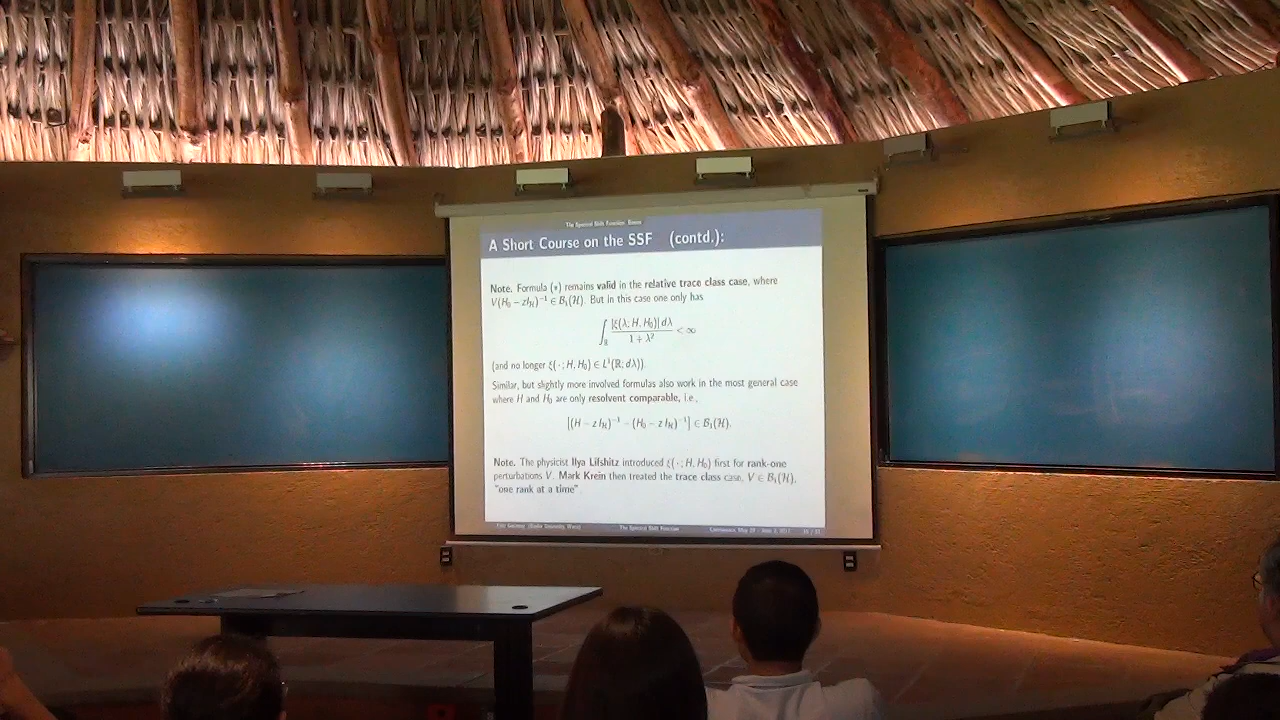 The Spectral Shift Function: Basics
A Short Course on the SSF (contd.):
Note. Formula (∗) remains valid in the relative trace class case, where
V(H₀ − zI_ℋ)⁻¹ ∈ ℬ₁(ℋ). But in this case one only has
∫_ℝ |ξ(λ; H, H₀)| dλ / 1 + λ² < ∞
(and no longer ξ( · ; H, H₀) ∈ L¹(ℝ; dλ)).
Similar, but slightly more involved formulas also work in the most general case
where H and H₀ are only resolvent comparable, i.e.,
[(H − z I_ℋ)⁻¹ − (H₀ − z I_ℋ)⁻¹] ∈ ℬ₁(ℋ).
Note. The physicist Ilya Lifshitz introduced ξ( · ; H, H₀) first for rank-one
perturbations V. Mark Krein then treated the trace class case, V ∈ ℬ₁(ℋ),
"one rank at a time".
The Spectral Shift Function